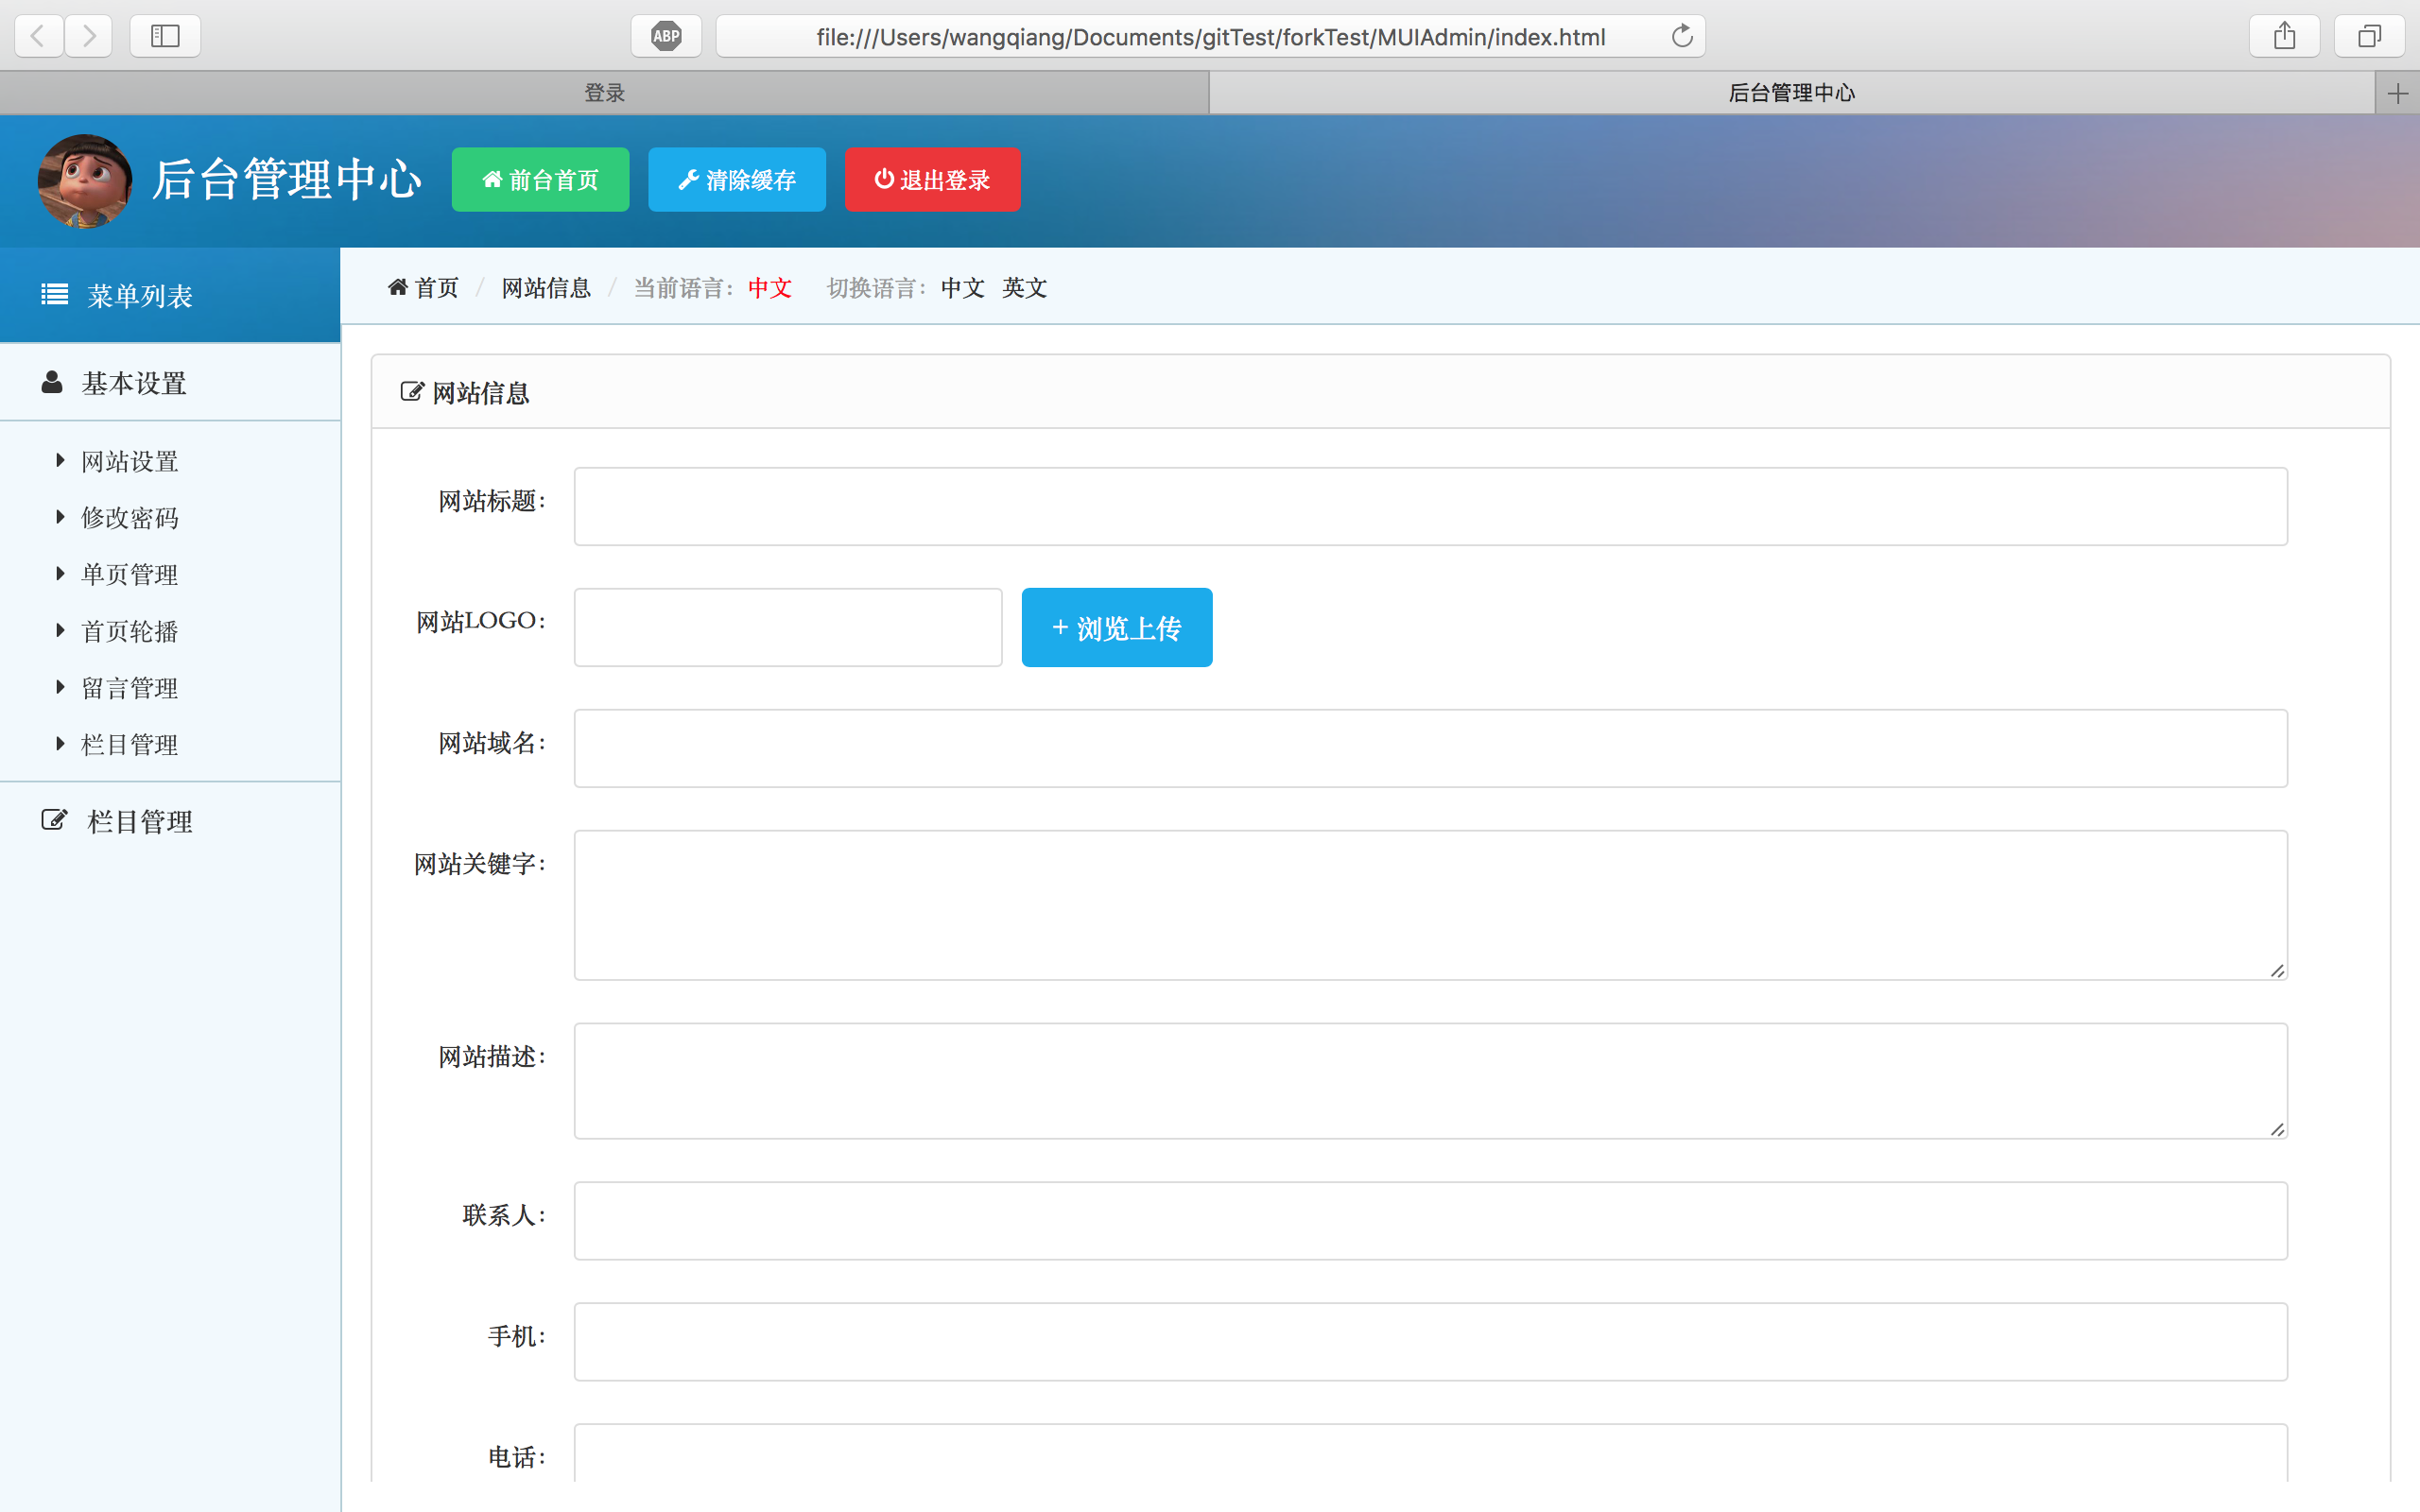 ABP
file:///Users/wangqiang/Documents/gitTest/forkTest/MUIAdmin/index.html
登录
后台管理中心
后台管理中心
前台首页
清除缓存
退出登录
菜单列表
首页 / 网站信息 / 当前语言：中文 切换语言：中文 英文
基本设置
网站设置
修改密码
单页管理
首页轮播
留言管理
栏目管理
栏目管理
网站信息
网站标题：
网站LOGO：
+ 浏览上传
网站域名：
网站关键字：
网站描述：
联系人：
手机：
电话：